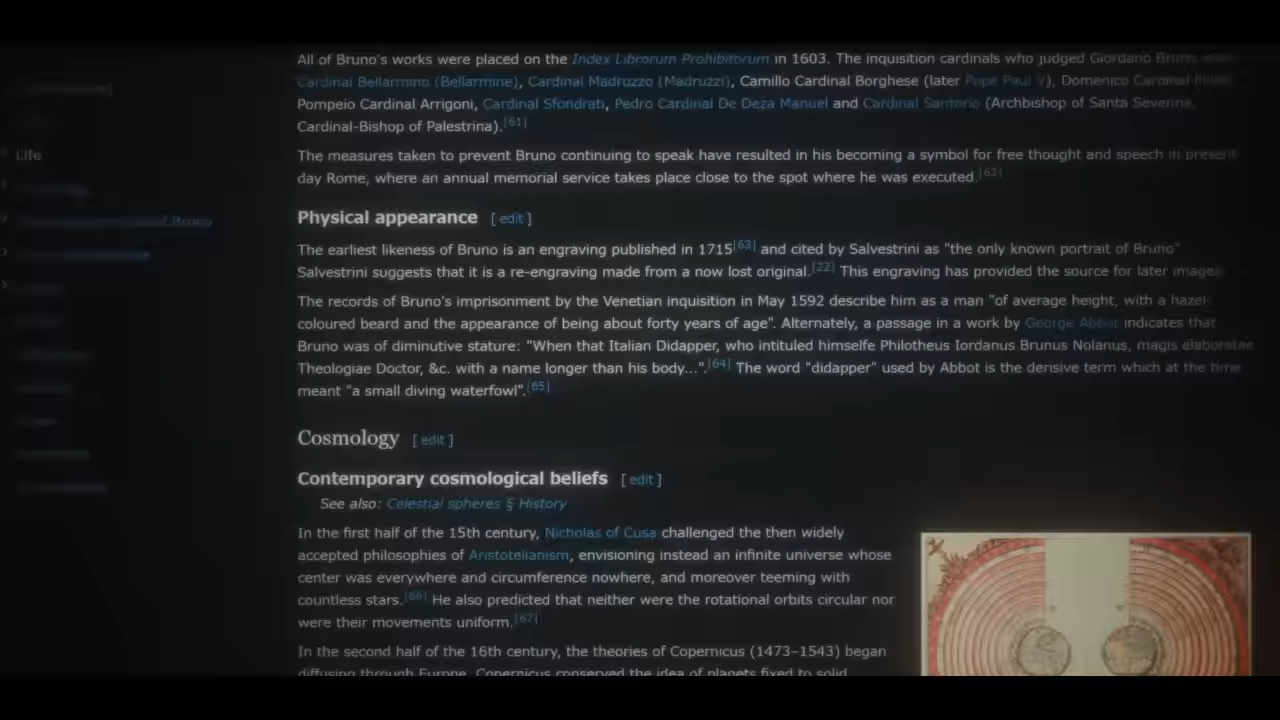 All of Bruno's works were placed on the Index Librorum Prohibitorum in 1603. The inquisition cardinals who judged Giordano Bruno
Cardinal Bellarmino (Bellarmine), Cardinal Madruzzo (Madruzzi), Camillo Cardinal Borghese (later Pope Paul V), Domenico Cardinal
Pompeio Cardinal Arrigoni, Cardinal Sfondrati, Pedro Cardinal De Deza Manuel and Cardinal Santorio (Archbishop of Santa Severina,
Cardinal-Bishop of Palestrina).[61]
The measures taken to prevent Bruno continuing to speak have resulted in his becoming a symbol for free thought and speech in present-
Life
day Rome, where an annual memorial service takes place close to the spot where he was executed.[62]
Physical appearance [ edit ]
Bruno
The earliest likeness of Bruno is an engraving published in 1715[63] and cited by Salvestrini as "the only known portrait of Bruno"
Salvestrini suggests that it is a re-engraving made from a now lost original.[22] This engraving has provided the source for later images
The records of Bruno's imprisonment by the Venetian inquisition in May 1592 describe him as a man "of average height, with a hazel-
coloured beard and the appearance of being about forty years of age". Alternately, a passage in a work by George Abbot indicates that
Bruno was of diminutive stature: "When that Italian Didapper, who intituled himselfe Philotheus Iordanus Brunus Nolanus, magis elaboratae
Theologiae Doctor, &c. with a name longer than his body...".[64] The word "didapper" used by Abbot is the derisive term which at the time
meant "a small diving waterfowl".[65]
Cosmology [ edit ]
Contemporary cosmological beliefs [ edit ]
See also: Celestial spheres § History
In the first half of the 15th century, Nicholas of Cusa challenged the then widely
accepted philosophies of Aristotelianism, envisioning instead an infinite universe whose
center was everywhere and circumference nowhere, and moreover teeming with
countless stars.[66] He also predicted that neither were the rotational orbits circular nor
were their movements uniform.[67]
In the second half of the 16th century, the theories of Copernicus (1473–1543) began
diffusing through Europe. Copernicus conserved the idea of planets fixed to solid